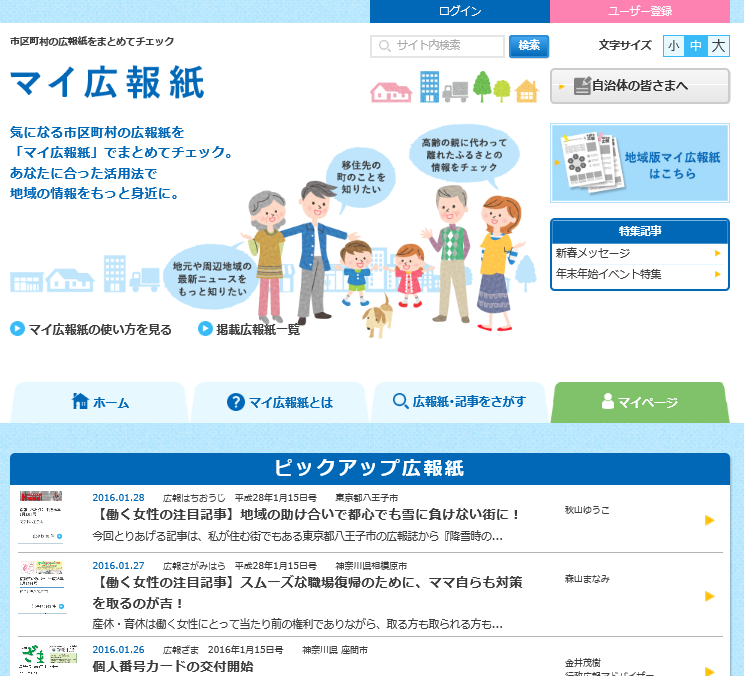 ログイン
ユーザー登録
市区町村の広報紙をまとめてチェック
サイト内検索
検索
文字サイズ
小
中
大
マイ広報紙
自治体の皆さまへ
気になる市区町村の広報紙を
「マイ広報紙」でまとめてチェック。
あなたに合った活用法で
地域の情報をもっと身近に。
移住先の
町のことを
知りたい
高齢の親に代わって
離れたふるさとの
情報をチェック
地元や周辺地域の
最新ニュースを
もっと知りたい
地域版マイ広報紙
はこちら
特集記事
新春メッセージ
年末年始イベント特集
マイ広報紙の使い方を見る
掲載広報紙一覧
ホーム
マイ広報紙とは
広報紙・記事をさがす
マイページ
ピックアップ広報紙
2016.01.28 広報はちおうじ 平成28年1月15日号 東京都八王子市
【働く女性の注目記事】地域の助け合いで都心でも雪に負けない街に！
今回とりあげる記事は、私が住む街でもある東京都八王子市の広報誌から『降雪時の...
秋山ゆうこ
2016.01.27 広報さがみはら 平成28年1月15日号 神奈川県相模原市
【働く女性の注目記事】スムーズな職場復帰のために、ママ自らも対策
を取るのが吉！
産休・育休は働く女性にとって当たり前の権利でありながら、取る方も取られる方も...
森山まなみ
2016.01.26 広報ざま 2016年1月15日号 神奈川県 座間市
個人番号カードの交付開始
金井茂樹
行政広報アドバイザー
ざま